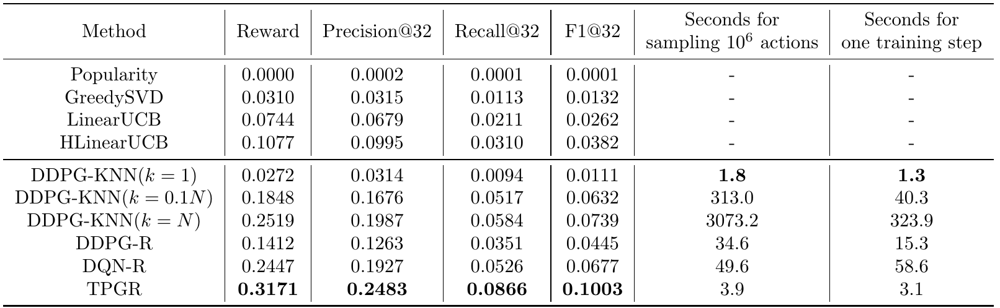 Method Reward Precision@32 Recall@32 F1@32 Seconds for sampling 10⁶ actions Seconds for one training step
Popularity 0.0000 0.0002 0.0001 0.0001 - -
GreedySVD 0.0310 0.0315 0.0113 0.0132 - -
LinearUCB 0.0744 0.0679 0.0211 0.0262 - -
HLinearUCB 0.1077 0.0995 0.0310 0.0382 - -
DDPG-KNN(k = 1) 0.0272 0.0314 0.0094 0.0111 1.8 1.3
DDPG-KNN(k = 0.1N) 0.1848 0.1676 0.0517 0.0632 313.0 40.3
DDPG-KNN(k = N) 0.2519 0.1987 0.0584 0.0739 3073.2 323.9
DDPG-R 0.1412 0.1263 0.0351 0.0445 34.6 15.3
DQN-R 0.2447 0.1927 0.0526 0.0677 49.6 58.6
TPGR 0.3171 0.2483 0.0866 0.1003 3.9 3.1